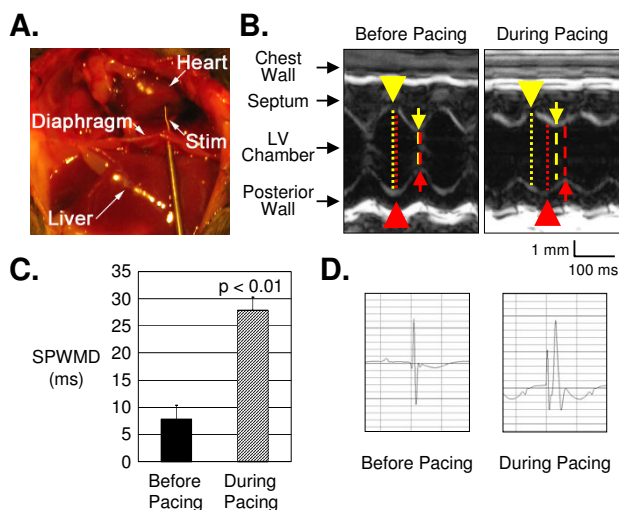 A.
Heart
Diaphragm
Stim
Liver
B.
Before Pacing
During Pacing
Chest
Wall
Septum
LV
Chamber
Posterior
Wall
1 mm
100 ms
C.
SPWMD
(ms)
35
30
25
20
15
10
5
0
p < 0.01
Before
Pacing
During
Pacing
D.
Before Pacing
During Pacing